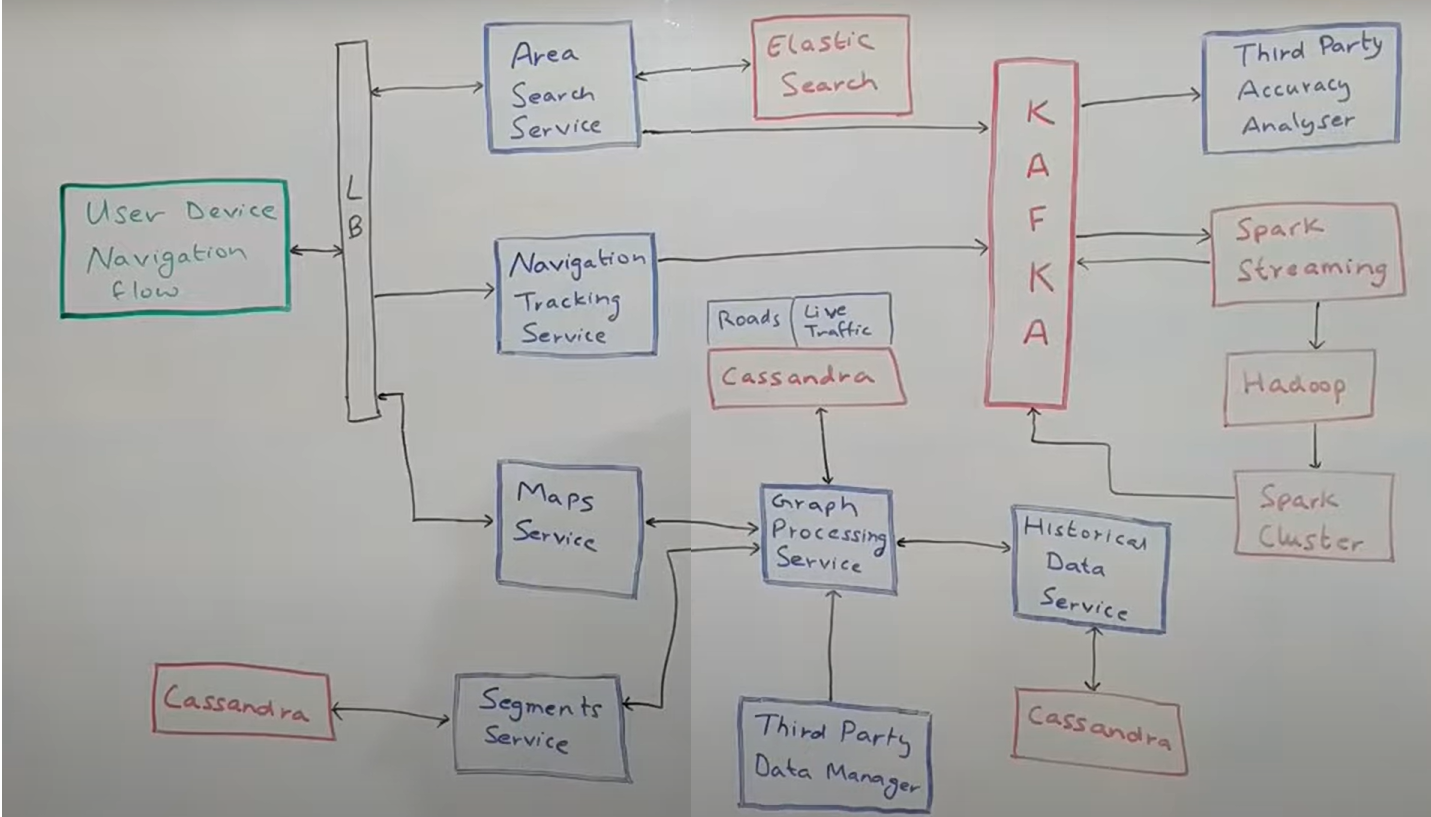 Area
Search
Service
Elastic
Search
Third Party
Accuracy
Analyser
K
A
F
K
A
L
B
User Device
Navigation
flow
Navigation
Tracking
Service
Spark
Streaming
Roads
Live
Traffic
Cassandra
Hadoop
Maps
Service
Graph
Processing
Service
Historical
Data
Service
Spark
Cluster
Cassandra
Segments
Service
Third Party
Data Manager
Cassandra